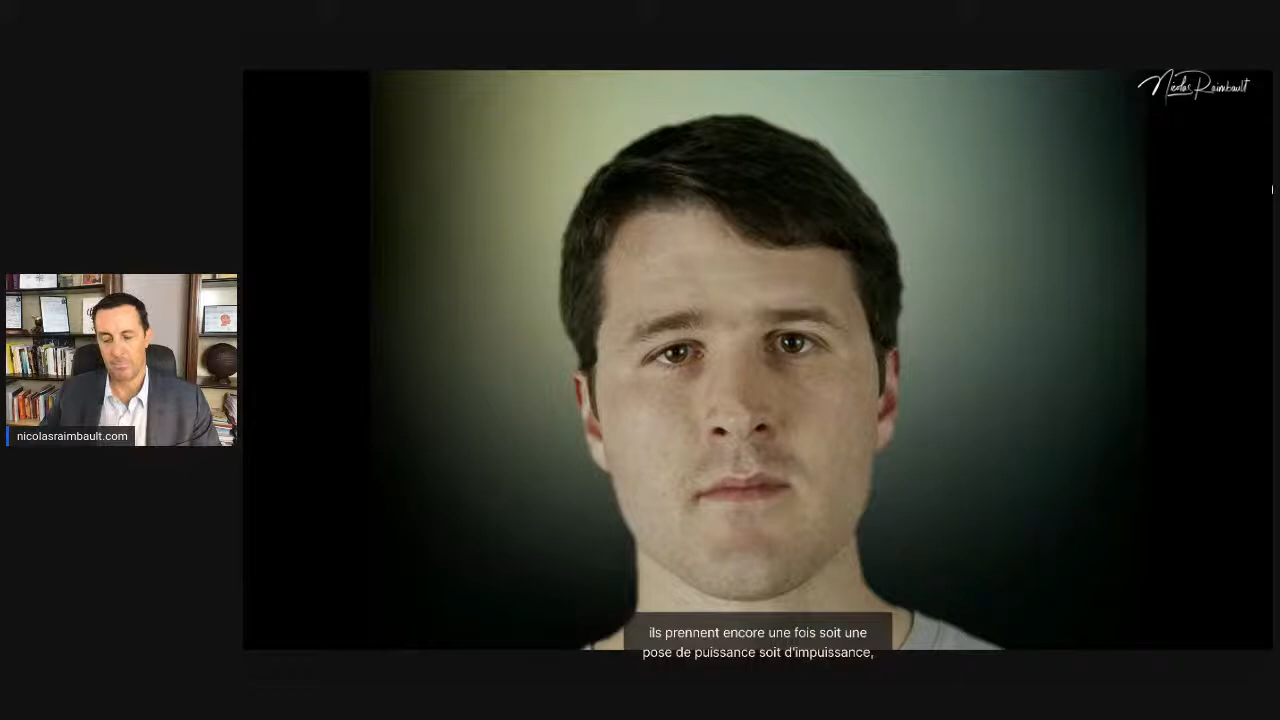 Nicolas Raimbault
nicolasraimbault.com
ils prennent encore une fois soit une
pose de puissance soit d'impuissance,